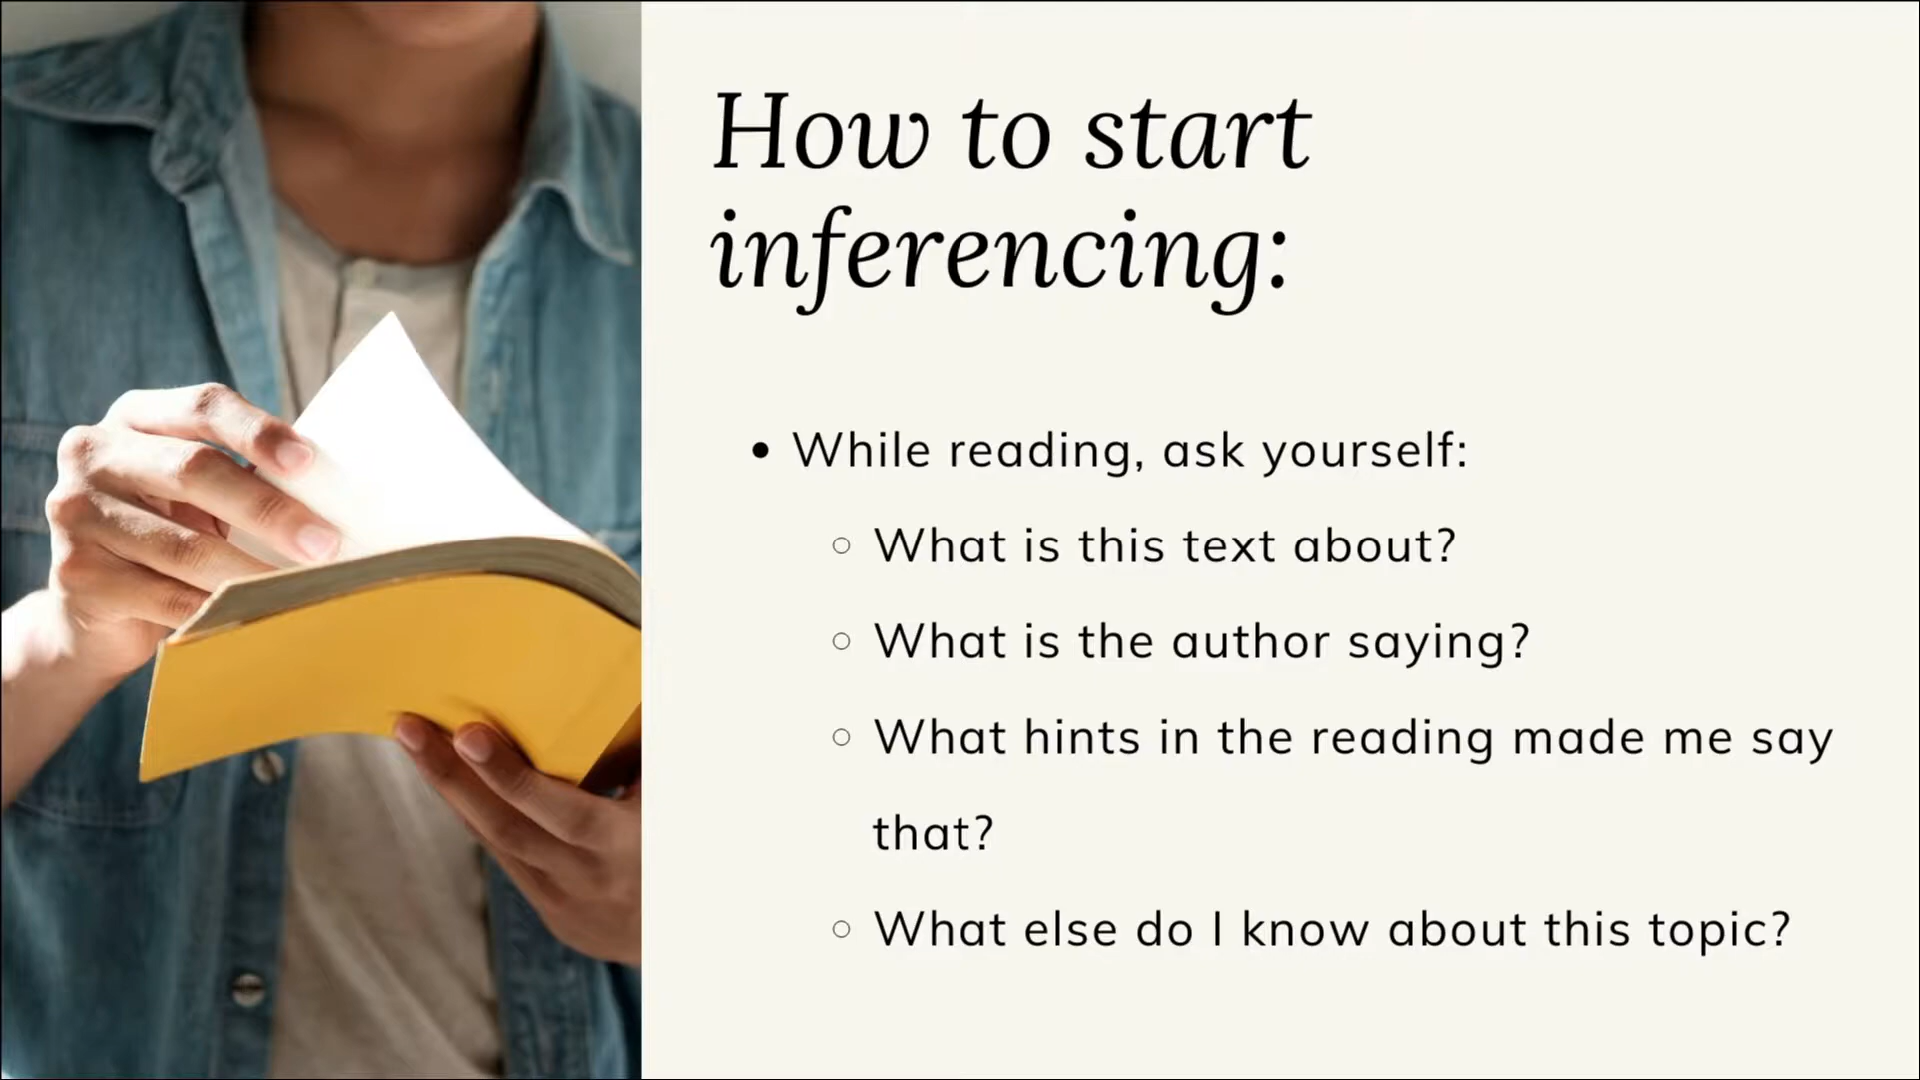 How to start
inferencing:
• While reading, ask yourself:
○ What is this text about?
○ What is the author saying?
○ What hints in the reading made me say
that?
○ What else do I know about this topic?